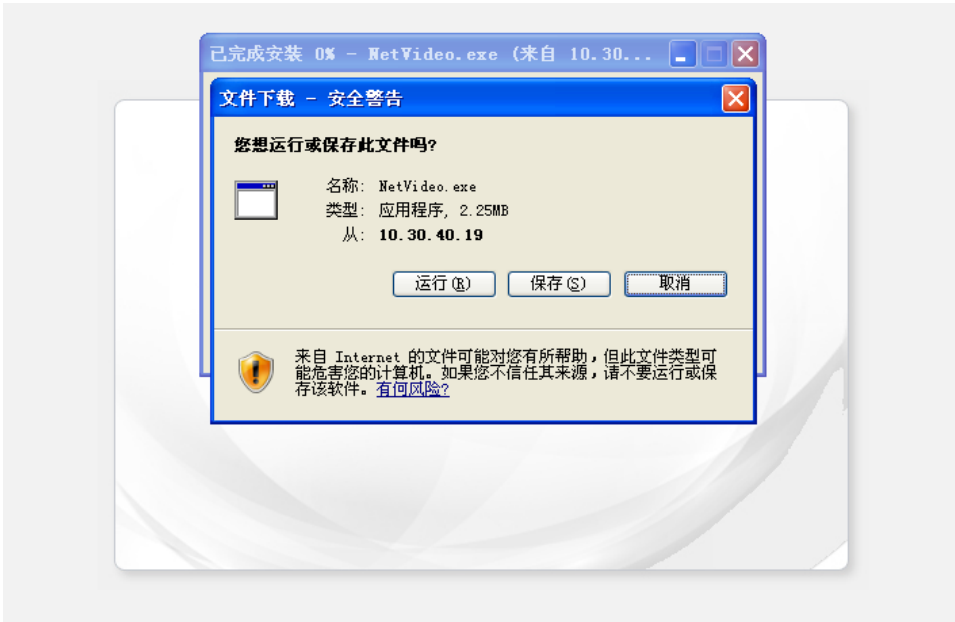 已完成安装 0% - NetVideo.exe (来自 10.30...
文件下载 - 安全警告
您想运行或保存此文件吗?
名称: NetVideo.exe
类型: 应用程序, 2.25MB
从: 10.30.40.19
运行(R) 保存(S) 取消
来自 Internet 的文件可能对您有所帮助，但此文件类型可
能危害您的计算机。如果您不信任其来源，请不要运行或保
存该软件。有何风险?